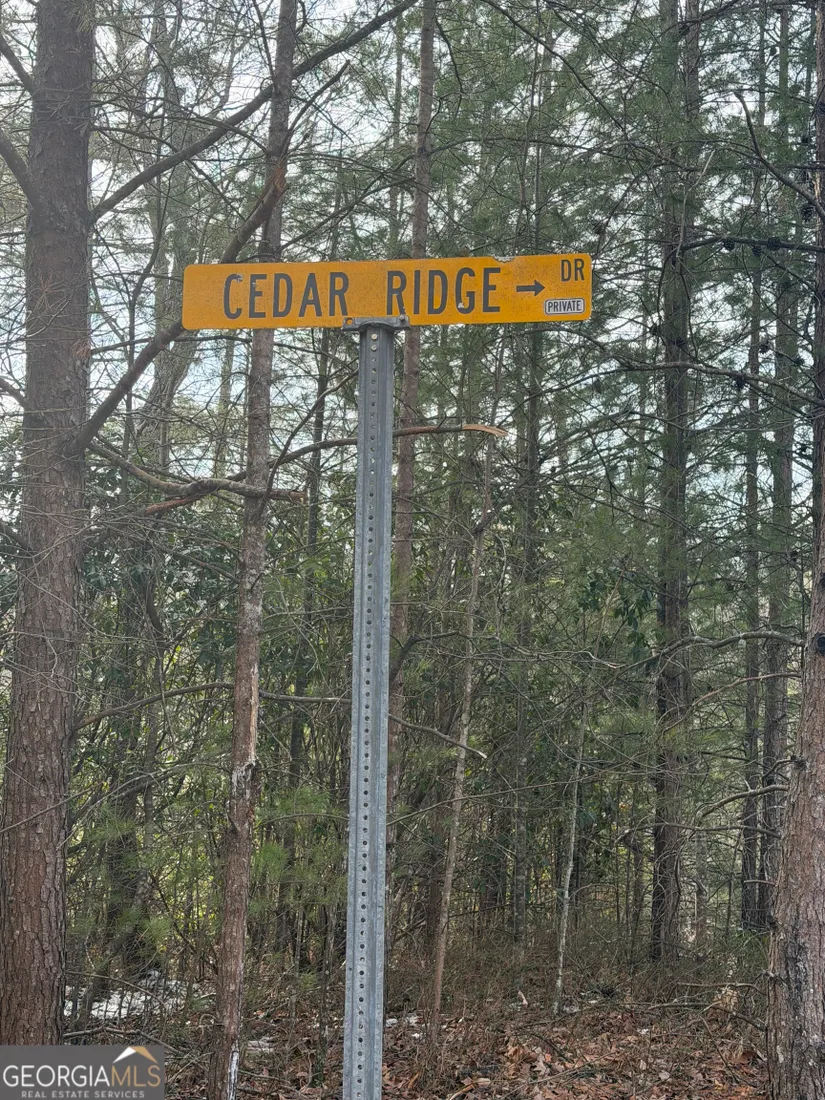 CEDAR RIDGE → DR
PRIVATE
GEORGIAMLS
REAL ESTATE SERVICES